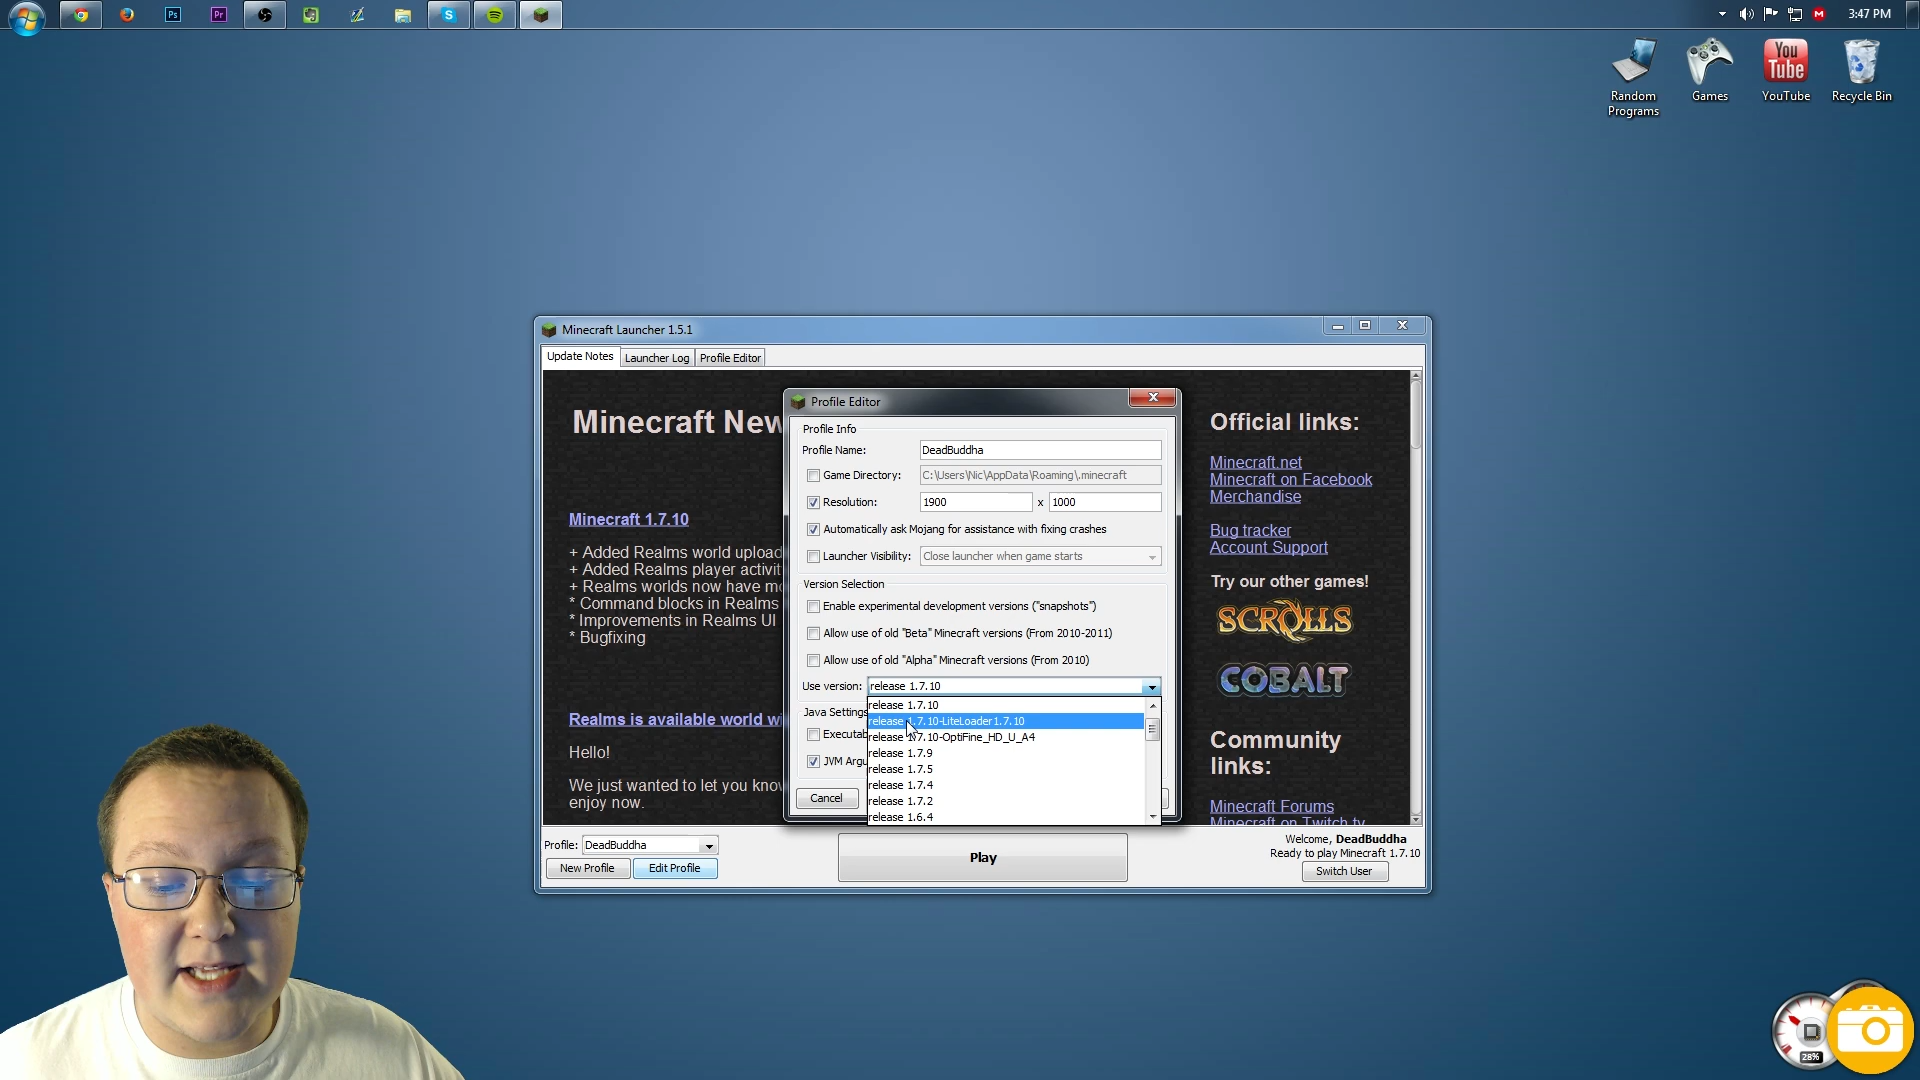 3:47 PM
Ps
Pr
Random
Programs
Games
You
Tube
YouTube
Recycle Bin
Minecraft Launcher 1.5.1
Update Notes
Launcher Log
Profile Editor
Minecraft New
Minecraft 1.7.10
+ Added Realms world upload
+ Added Realms player activit
+ Realms worlds now have mo
* Command blocks in Realms
* Improvements in Realms UI
* Bugfixing
Realms is available world wi
Hello!
We just wanted to let you know
enjoy now.
Profile Editor
Profile Info
Profile Name:
DeadBuddha
Game Directory:
C:\Users\Nic\AppData\Roaming\.minecraft
Resolution:
1900
x
1000
Automatically ask Mojang for assistance with fixing crashes
Launcher Visibility:
Close launcher when game starts
Version Selection
Enable experimental development versions ("snapshots")
Allow use of old "Beta" Minecraft versions (From 2010-2011)
Allow use of old "Alpha" Minecraft versions (From 2010)
Use version:
release 1.7.10
release 1.7.10
release 1.7.10-LiteLoader1.7.10
release 1.7.10-OptiFine_HD_U_A4
release 1.7.9
release 1.7.5
release 1.7.4
release 1.7.2
release 1.6.4
Java Settings
Executab
JVM Argu
Cancel
Official links:
Minecraft.net
Minecraft on Facebook
Merchandise
Bug tracker
Account Support
Try our other games!
SCROLLS
COBALT
Community
links:
Minecraft Forums
Minecraft on Twitch.tv
Profile:
DeadBuddha
New Profile
Edit Profile
Play
Welcome, DeadBuddha
Ready to play Minecraft 1.7.10
Switch User
28%